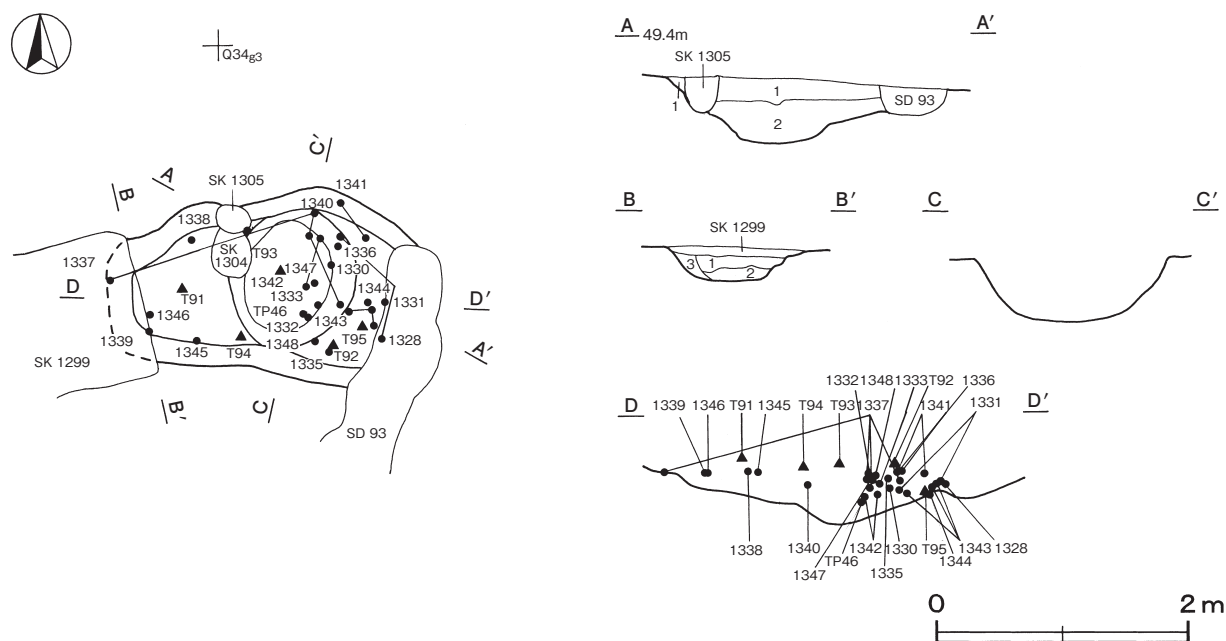 Q34g3
A 49.4m A′
SK 1305
1
1
2
SD 93
B B′
SK 1299
3 1
2
C C′
C′
A
B
SK 1305
1341
1340
1338
SK
1304
T93
1336
1337
1342
1347
1330
D
1333
1344
1331
D′
T91
TP46
1346
1332
1343
T95
A′
1339
1348
1328
1345
T94
1335
T92
SK 1299
B′
C
SD 93
1332 1348 1333 T92 1336
D 1339 1346 T91 1345 T94 T93 1337 1341 1331 D′
1338 1340 1342 1330 T95 1343 1328
TP46 1344
1347 1335
0 2 m